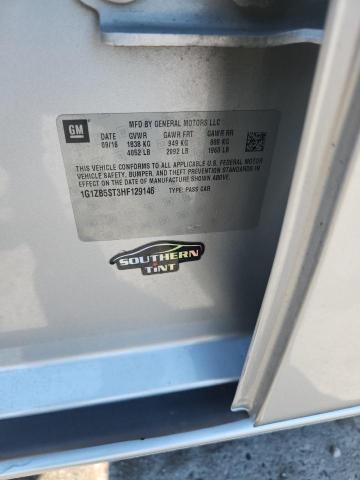 GM
MFD BY GENERAL MOTORS LLC
DATE GVWR GAWR FRT GAWR RR
09/16 1838 KG 949 KG 889 KG
4052 LB 2092 LB 1960 LB
THIS VEHICLE CONFORMS TO ALL APPLICABLE U.S. FEDERAL MOTOR
VEHICLE SAFETY, BUMPER, AND THEFT PREVENTION STANDARDS
IN EFFECT ON THE DATE OF MANUFACTURE SHOWN ABOVE.
1G1ZB5ST3HF129146 TYPE: PASS CAR
SOUTHERN
TINT